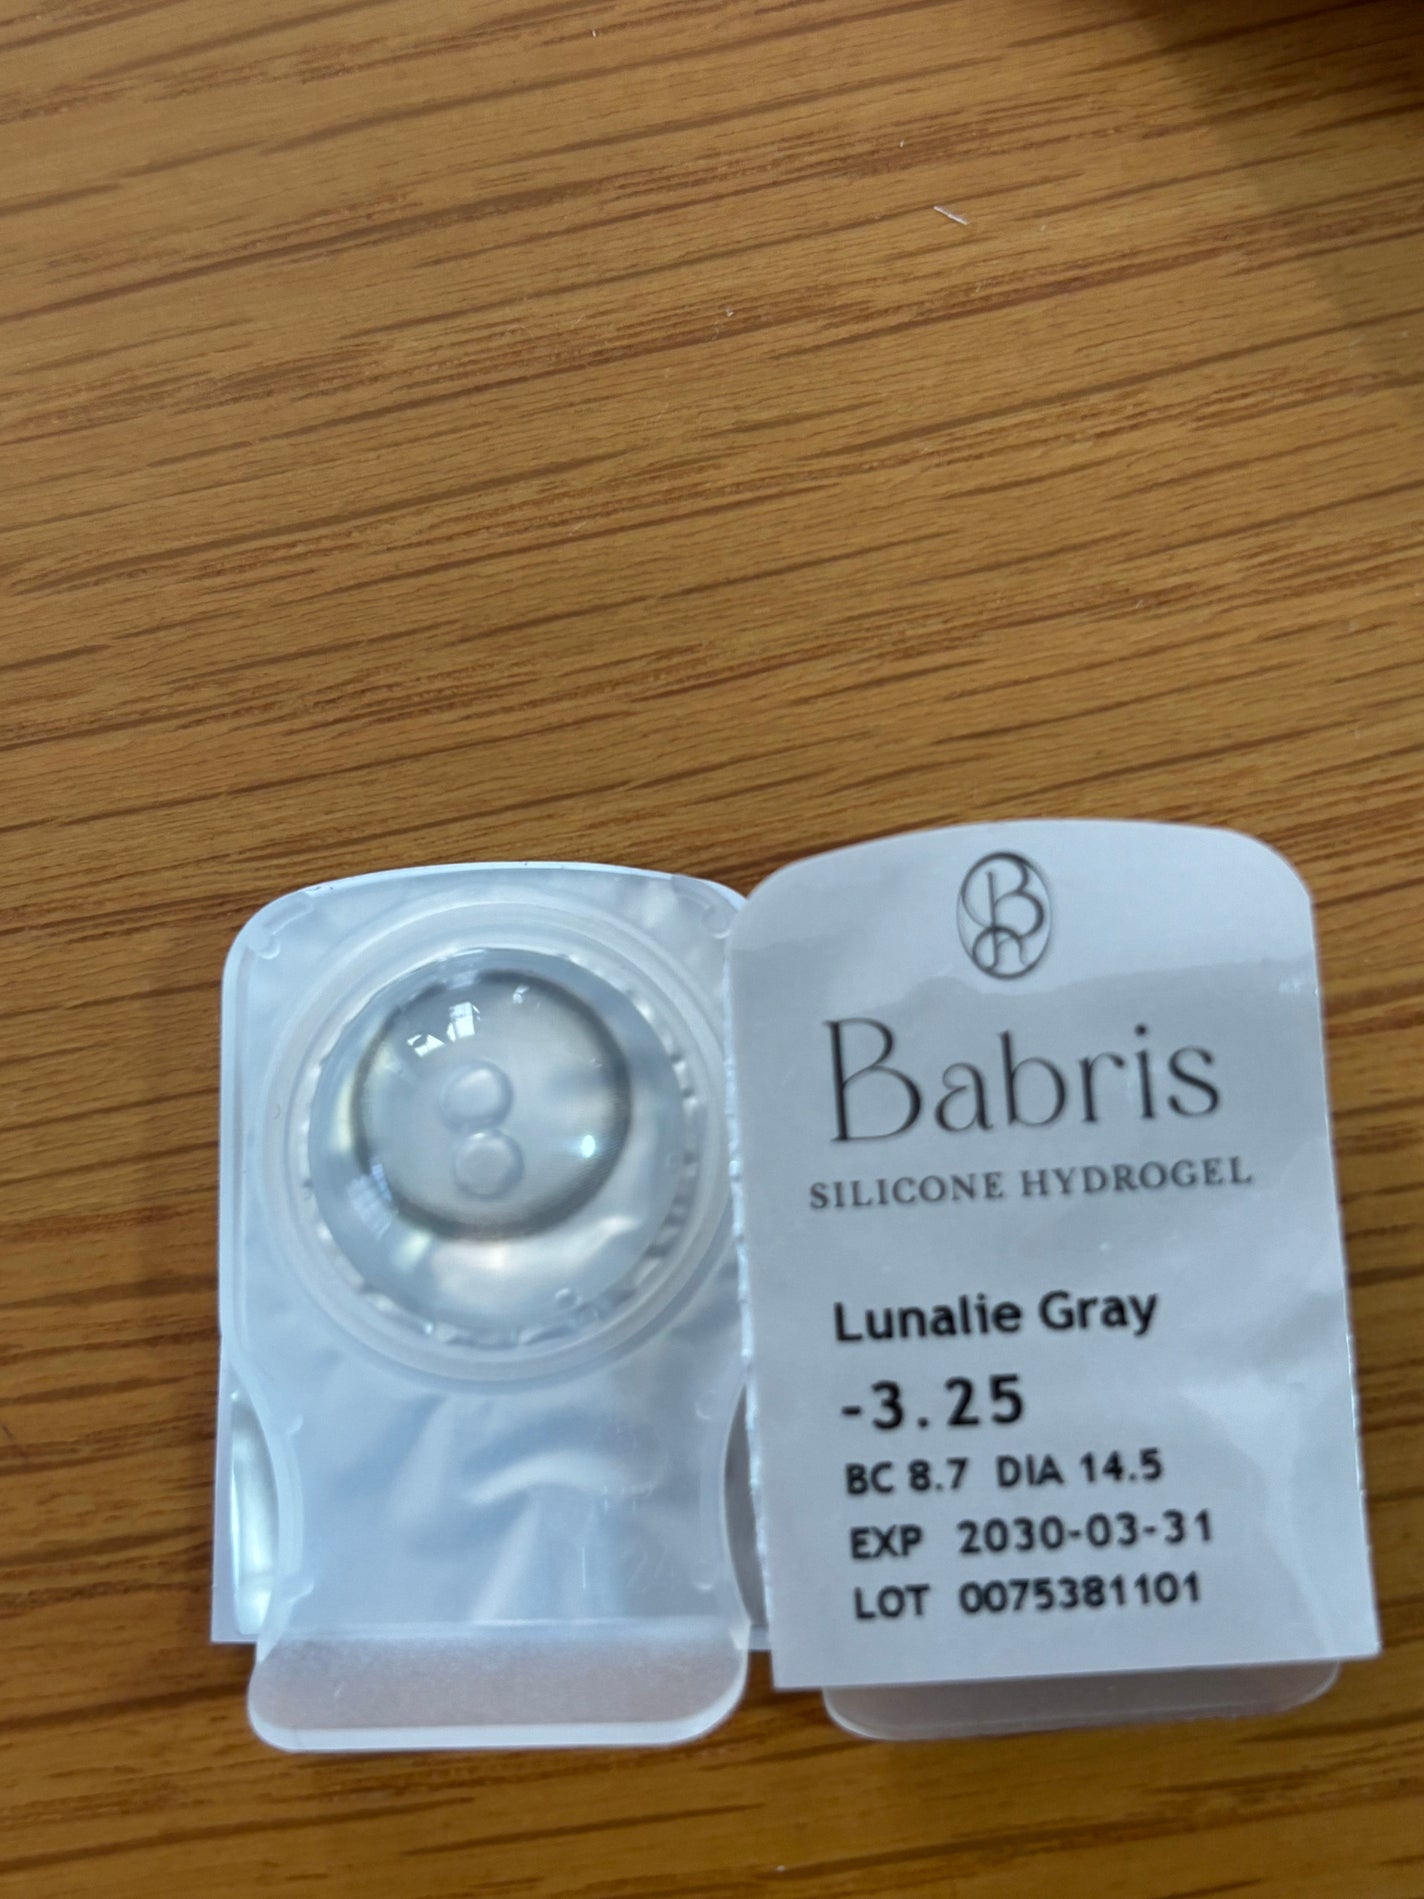 Babris
SILICONE HYDROGEL
Lunalie Gray
-3.25
BC 8.7 DIA 14.5
EXP 2030-03-31
LOT 0075381101